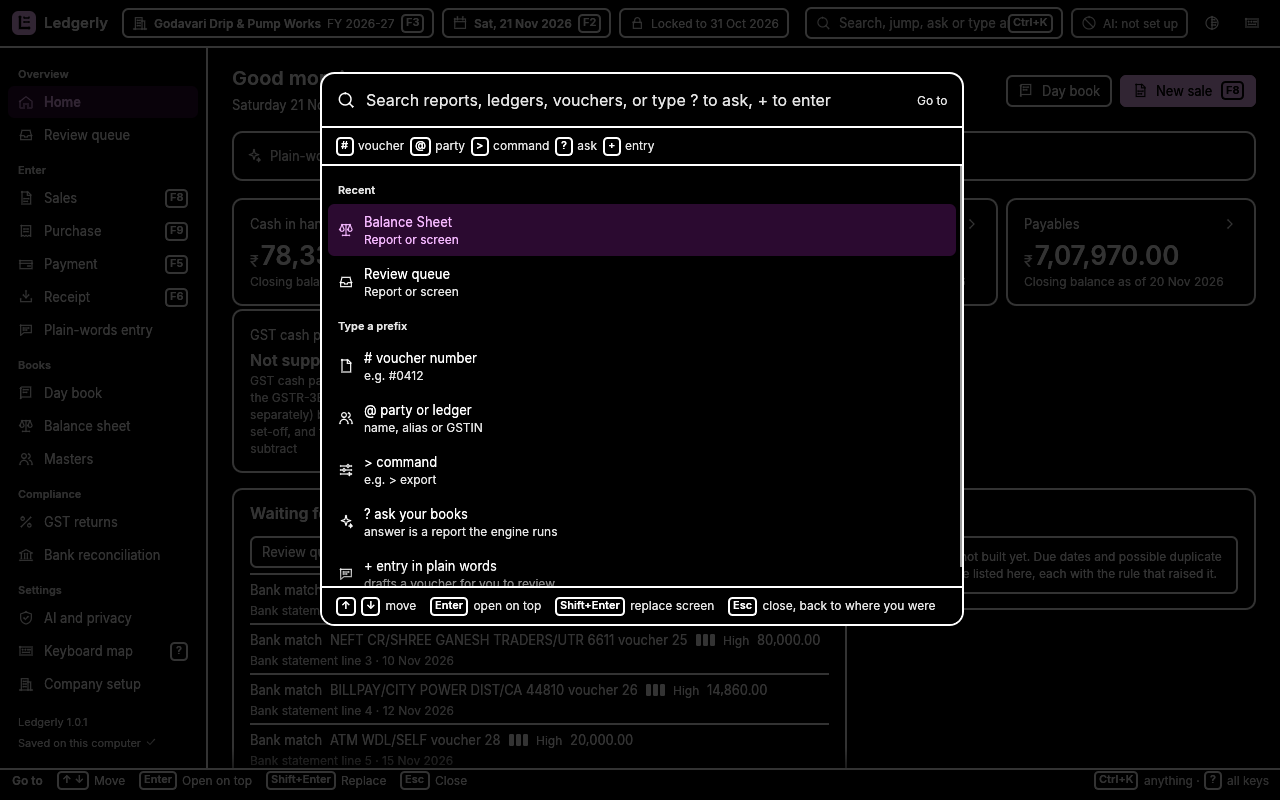 Ledgerly
Godavari Drip & Pump Works FY 2026-27 F3
Sat, 21 Nov 2026 F2
Locked to 31 Oct 2026
Search, jump, ask or type a Ctrl+K
AI: not set up
Overview
Home
Review queue
Enter
Sales F8
Purchase F9
Payment F5
Receipt F6
Plain-words entry
Books
Day book
Balance sheet
Masters
Compliance
GST returns
Bank reconciliation
Settings
AI and privacy
Keyboard map ?
Company setup
Ledgerly 1.0.1
Saved on this computer
Good
Saturday 21
Day book
New sale F8
Cash in
Closing
Payables
₹7,07,970.00
Closing balance as of 20 Nov 2026
GST cash
Not
GST cash
the
separately)
set-off, and
subtract
Waiting
Review
Bank match
Bank
not built yet. Due dates and possible duplicate
listed here, each with the rule that raised it.
Search reports, ledgers, vouchers, or type ? to ask, + to enter
Go to
# voucher @ party > command ? ask + entry
Recent
Balance Sheet
Report or screen
Review queue
Report or screen
Type a prefix
# voucher number
e.g. #0412
@ party or ledger
name, alias or GSTIN
> command
e.g. > export
? ask your books
answer is a report the engine runs
+ entry in plain words
drafts a voucher for you to review
↑ ↓ move Enter open on top Shift+Enter replace screen Esc close, back to where you were
Bank match NEFT CR/SHREE GANESH TRADERS/UTR 6611 voucher 25 High 80,000.00
Bank statement line 3 · 10 Nov 2026
Bank match BILLPAY/CITY POWER DIST/CA 44810 voucher 26 High 14,860.00
Bank statement line 4 · 12 Nov 2026
Bank match ATM WDL/SELF voucher 28 High 20,000.00
Bank statement line 5 · 15 Nov 2026
Go to ↑ ↓ Move Enter Open on top Shift+Enter Replace Esc Close
Ctrl+K anything · ? all keys